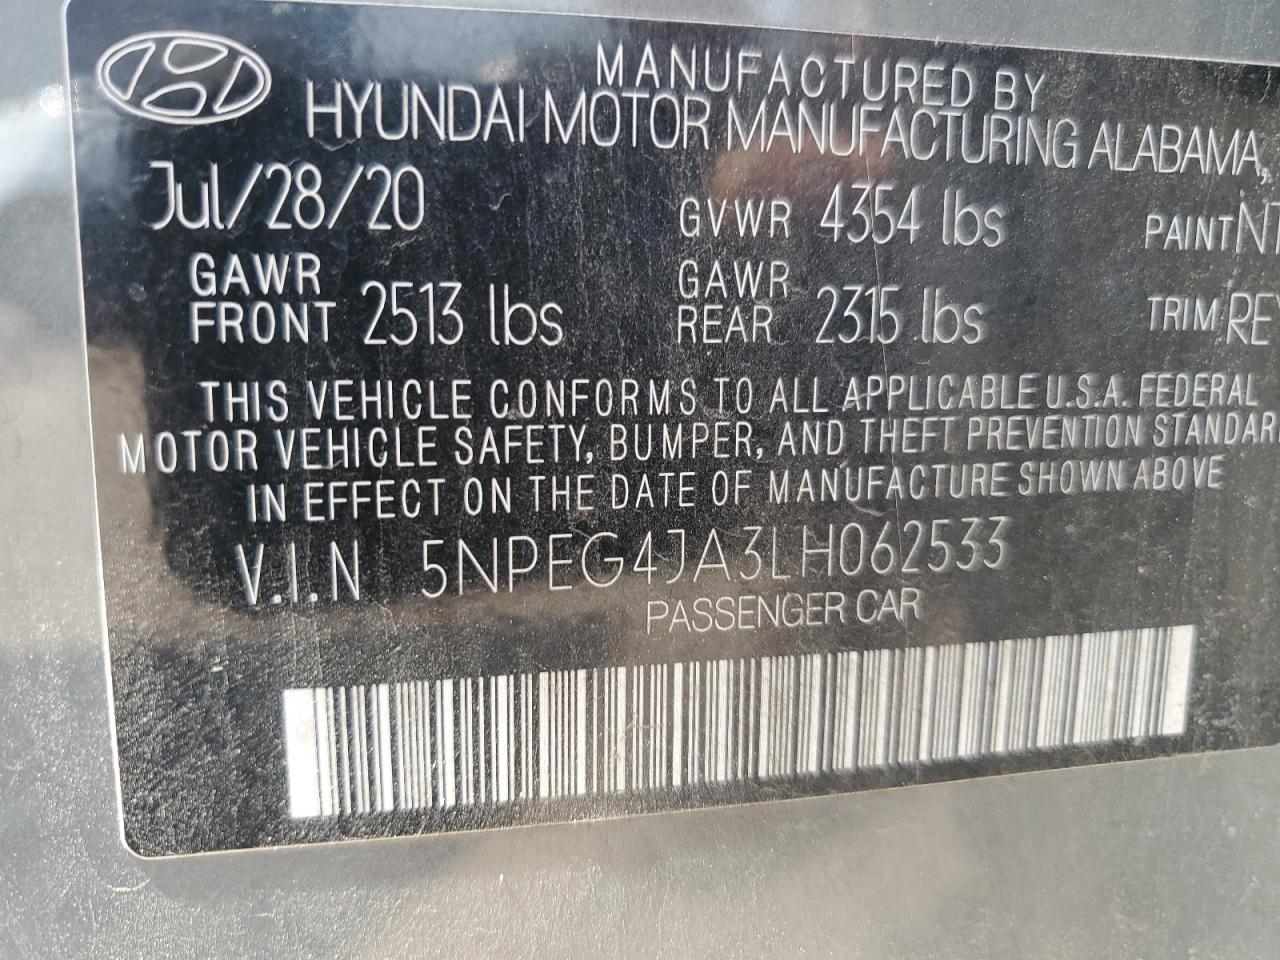 MANUFACTURED BY
HYUNDAI MOTOR MANUFACTURING ALABAMA,
Jul/28/20 GVWR 4354 lbs PAINT
GAWR FRONT 2513 lbs GAWR REAR 2315 lbs TRIM:
THIS VEHICLE CONFORMS TO ALL APPLICABLE U.S.A. FEDERAL
MOTOR VEHICLE SAFETY, BUMPER, AND THEFT PREVENTION STANDAR
IN EFFECT ON THE DATE OF MANUFACTURE SHOWN ABOVE
V.I.N 5NPEG4JA3LH062533
PASSENGER CAR